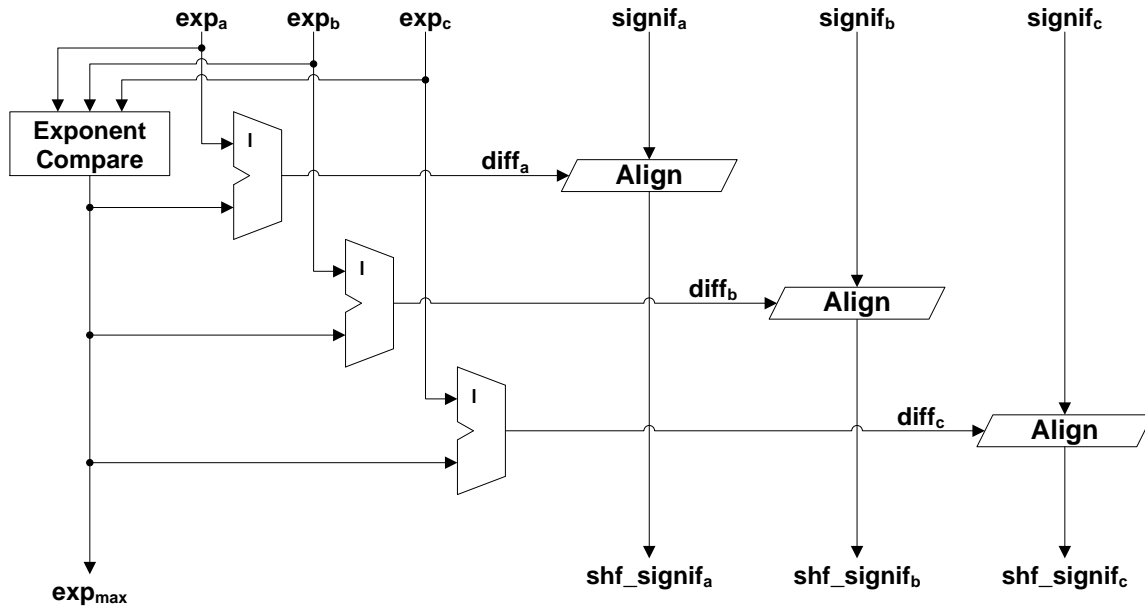 exp_a exp_b exp_c signif_a signif_b signif_c
Exponent
Compare
I
diff_a Align
I
diff_b Align
I
diff_c Align
exp_max shf_signif_a shf_signif_b shf_signif_c